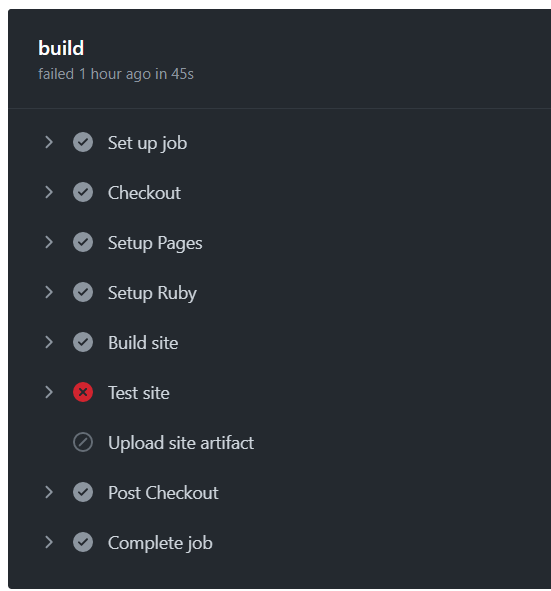 build
failed 1 hour ago in 45s
Set up job
Checkout
Setup Pages
Setup Ruby
Build site
Test site
Upload site artifact
Post Checkout
Complete job